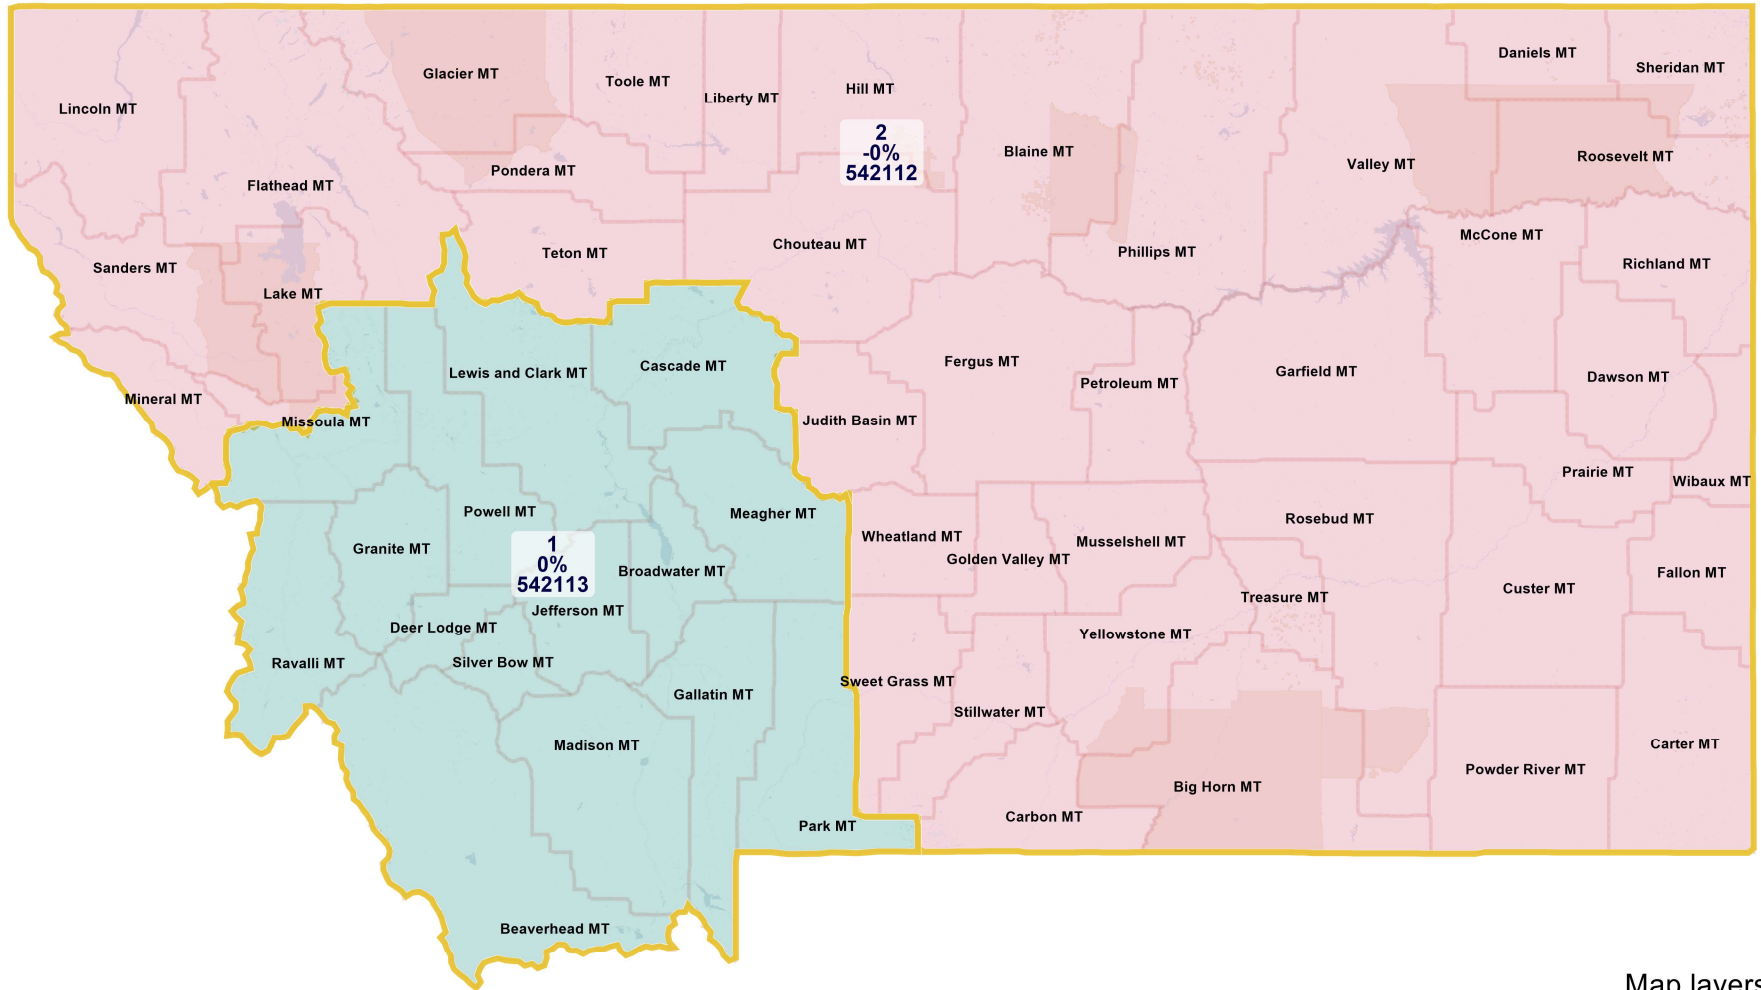 Daniels MT
Sheridan MT
Glacier MT
Toole MT
Liberty MT
Hill MT
Lincoln MT
2
-0%
542112
Blaine MT
Valley MT
Roosevelt MT
Pondera MT
Flathead MT
McCone MT
Chouteau MT
Teton MT
Phillips MT
Richland MT
Sanders MT
Lake MT
Lewis and Clark MT
Cascade MT
Fergus MT
Petroleum MT
Garfield MT
Dawson MT
Mineral MT
Missoula MT
Judith Basin MT
Prairie MT
Wibaux MT
Powell MT
Meagher MT
Rosebud MT
Granite MT
1
0%
542113
Broadwater MT
Wheatland MT
Golden Valley MT
Musselshell MT
Fallon MT
Custer MT
Treasure MT
Jefferson MT
Deer Lodge MT
Yellowstone MT
Ravalli MT
Silver Bow MT
Gallatin MT
Sweet Grass MT
Stillwater MT
Madison MT
Carter MT
Powder River MT
Big Horn MT
Park MT
Carbon MT
Beaverhead MT
Map layers